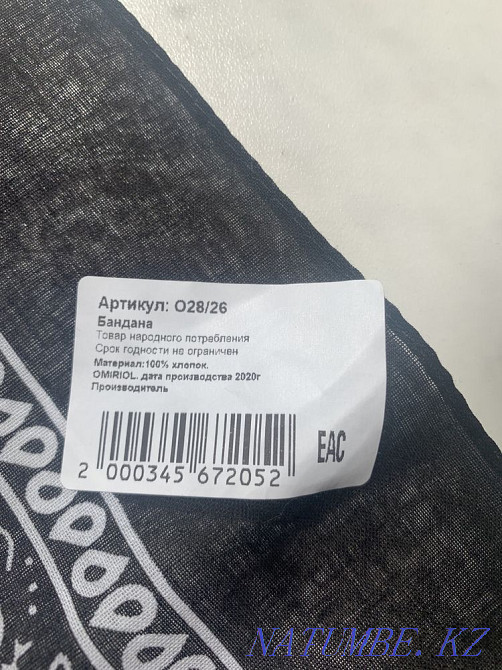 Артикул: О28/26
Бандана
Товар народного потребления
Срок годности не ограничен
Материал:100% хлопок.
OMIRIOL. дата производства 2020г
Производитель
EAC
2 000345 672052
NATUMBE.KZ